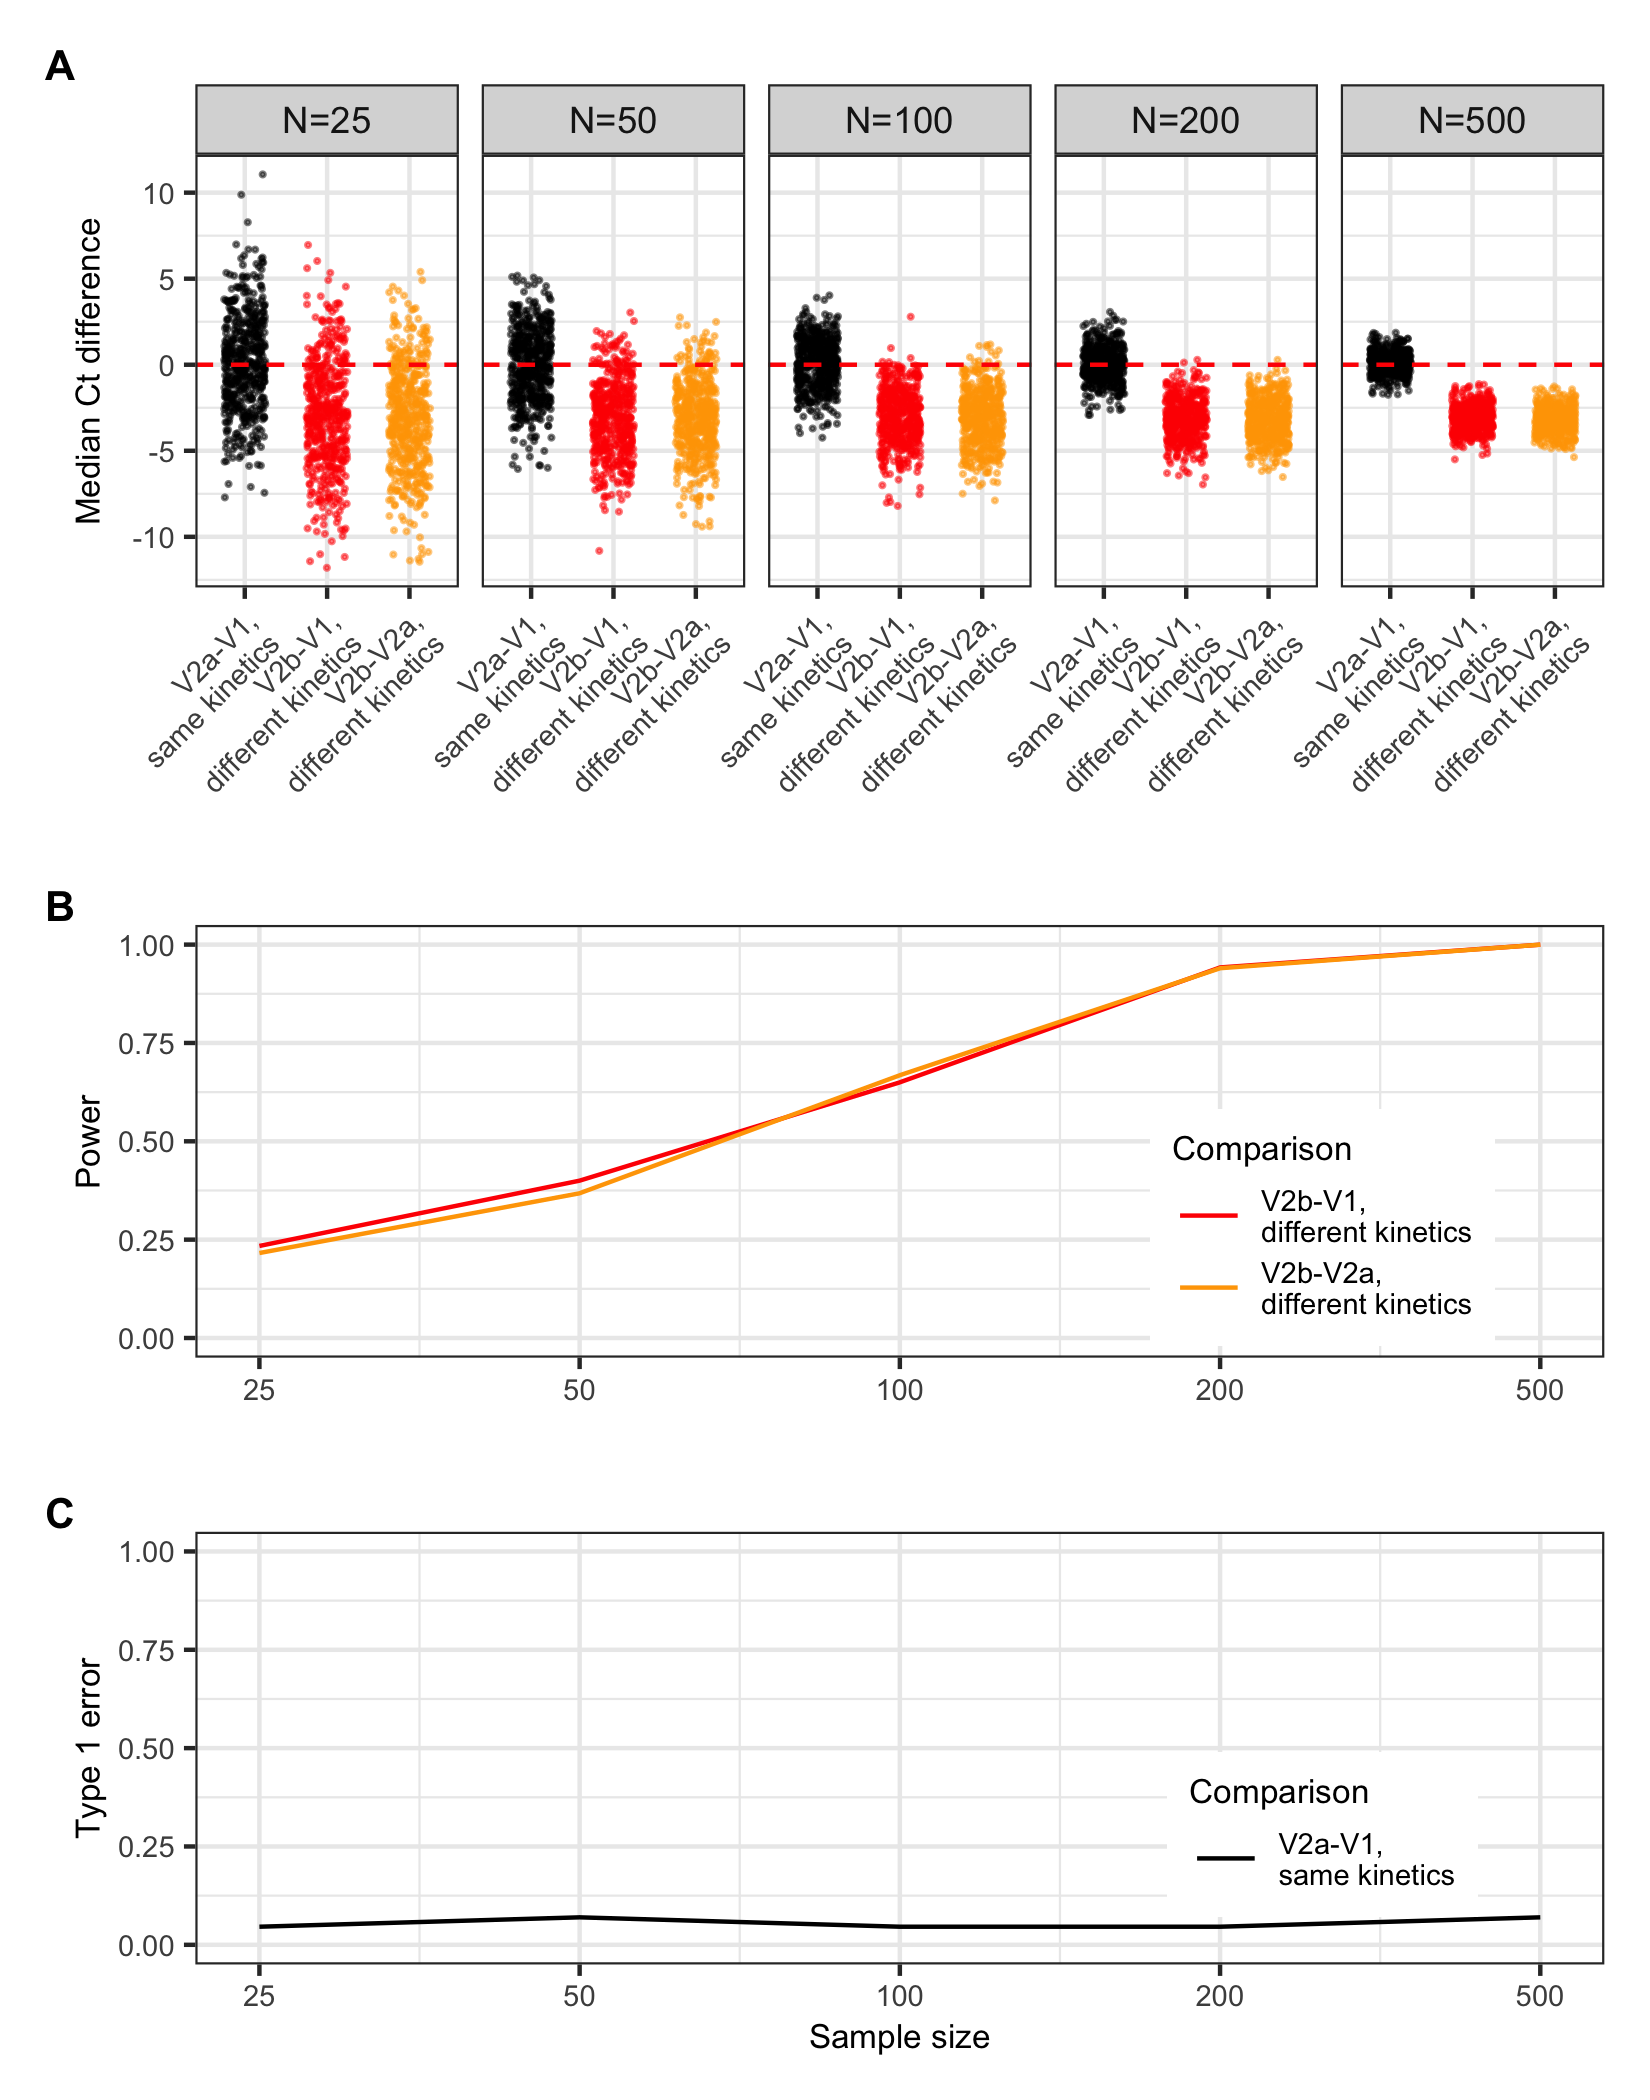 A
N=25 N=50 N=100 N=200 N=500
Median Ct difference
10
5
0
-5
-10
V2a-V1,
same kinetics
V2b-V1,
different kinetics
V2b-V2a,
different kinetics
V2a-V1,
same kinetics
V2b-V1,
different kinetics
V2b-V2a,
different kinetics
V2a-V1,
same kinetics
V2b-V1,
different kinetics
V2b-V2a,
different kinetics
V2a-V1,
same kinetics
V2b-V1,
different kinetics
V2b-V2a,
different kinetics
V2a-V1,
same kinetics
V2b-V1,
different kinetics
V2b-V2a,
different kinetics
B
Power
1.00
0.75
0.50
0.25
0.00
Comparison
V2b-V1,
different kinetics
V2b-V2a,
different kinetics
25 50 100 200 500
C
Type 1 error
1.00
0.75
0.50
0.25
0.00
Comparison
V2a-V1,
same kinetics
25 50 100 200 500
Sample size